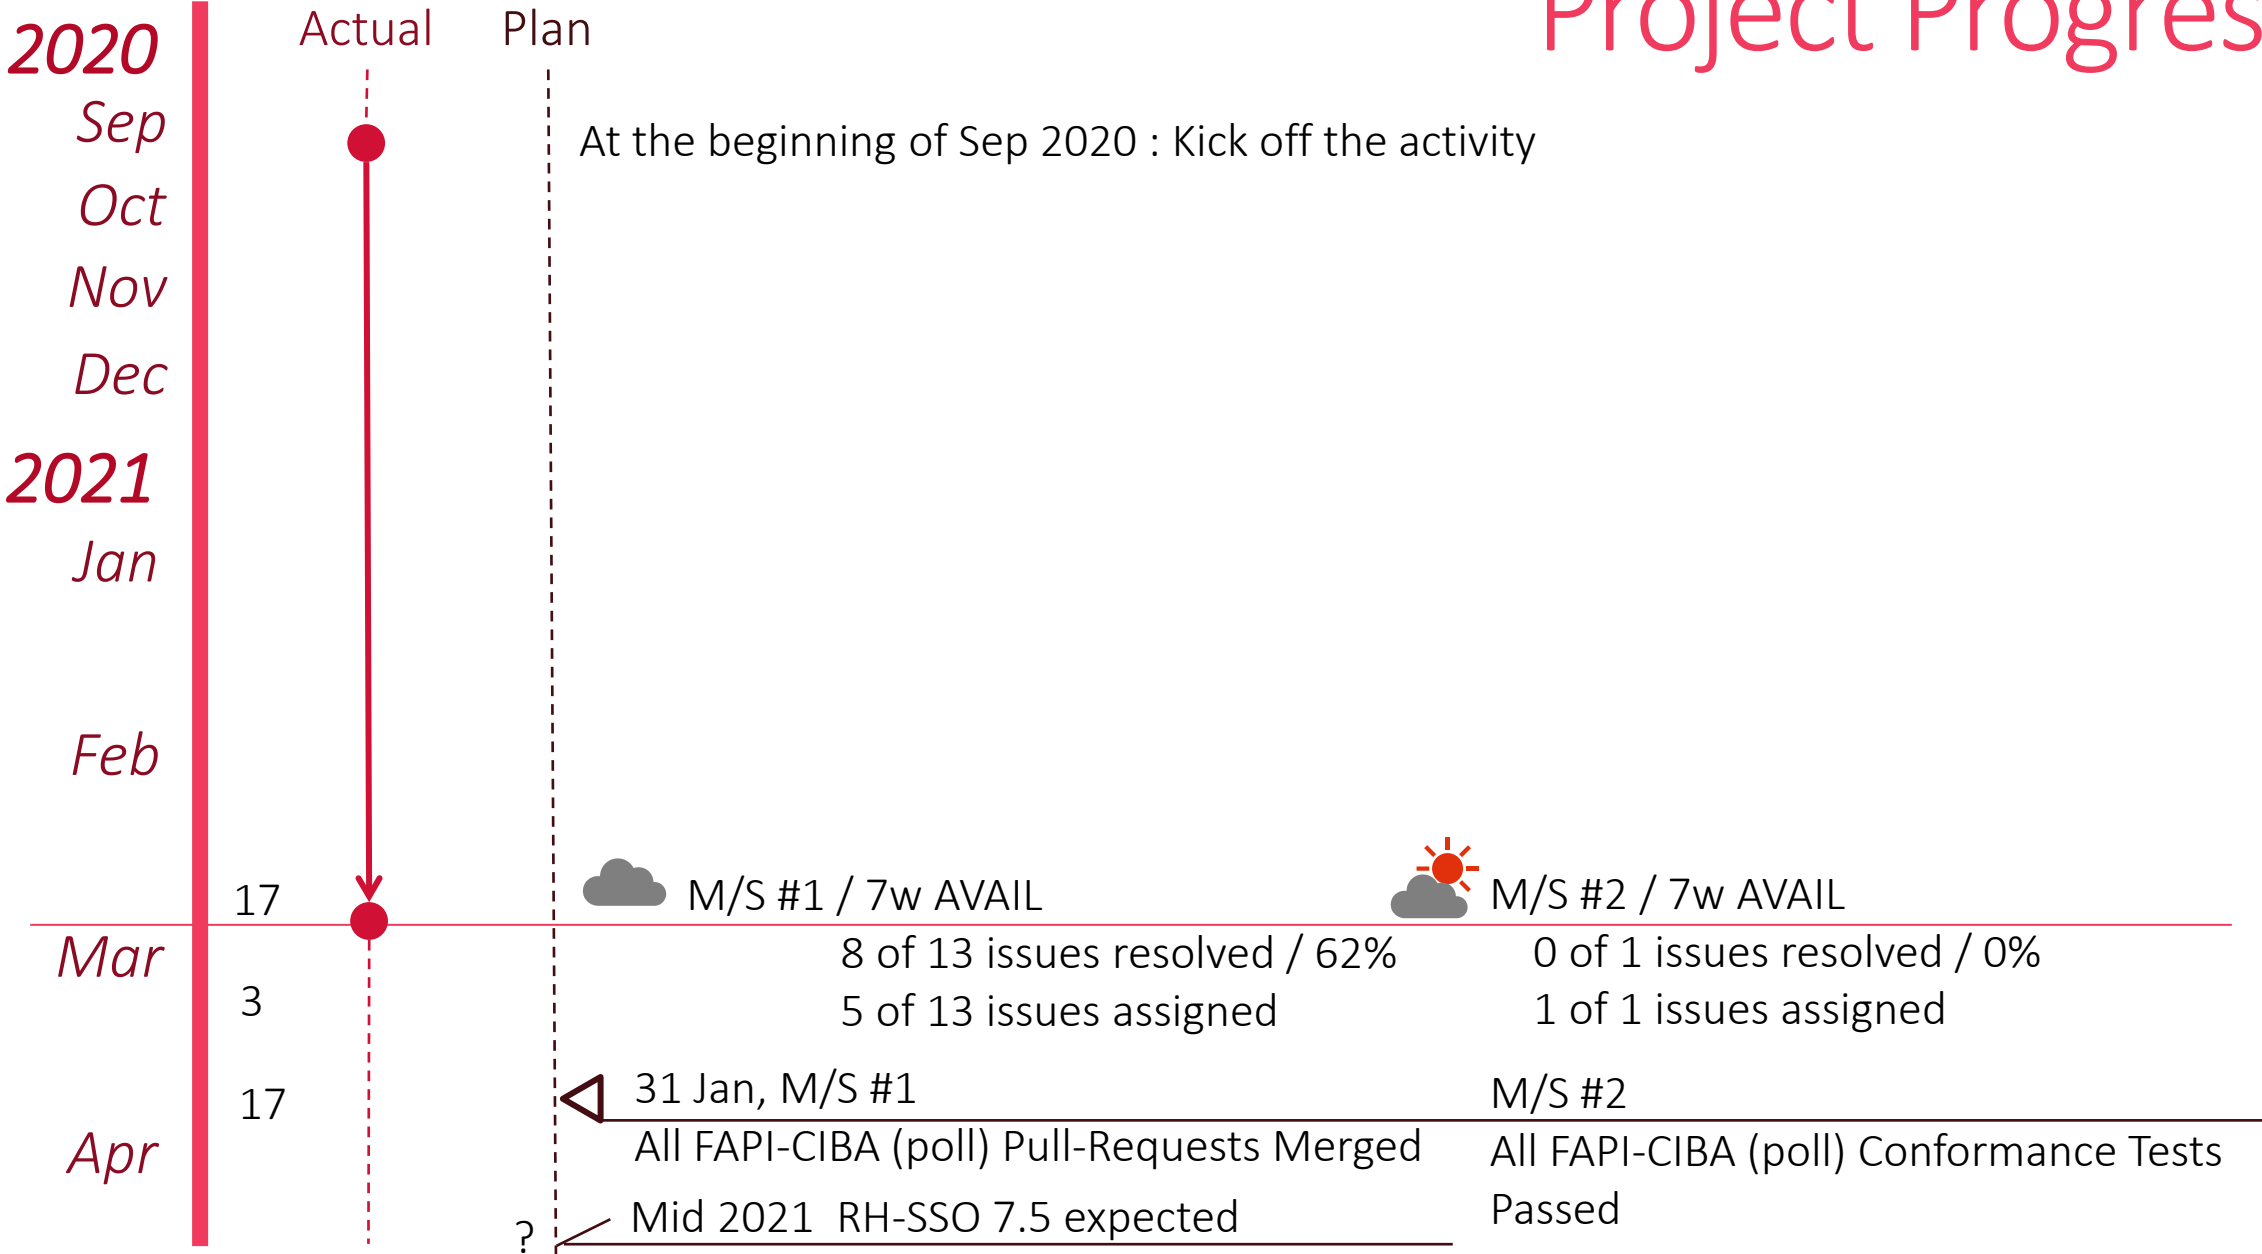 Project Progres
2020
Actual
Plan
Sep
At the beginning of Sep 2020 : Kick off the activity
Oct
Nov
Dec
2021
Jan
Feb
17
M/S #1 / 7w AVAIL
M/S #2 / 7w AVAIL
Mar
8 of 13 issues resolved / 62%
0 of 1 issues resolved / 0%
3
5 of 13 issues assigned
1 of 1 issues assigned
17
31 Jan, M/S #1
M/S #2
Apr
All FAPI-CIBA (poll) Pull-Requests Merged
All FAPI-CIBA (poll) Conformance Tests
Passed
?
Mid 2021 RH-SSO 7.5 expected